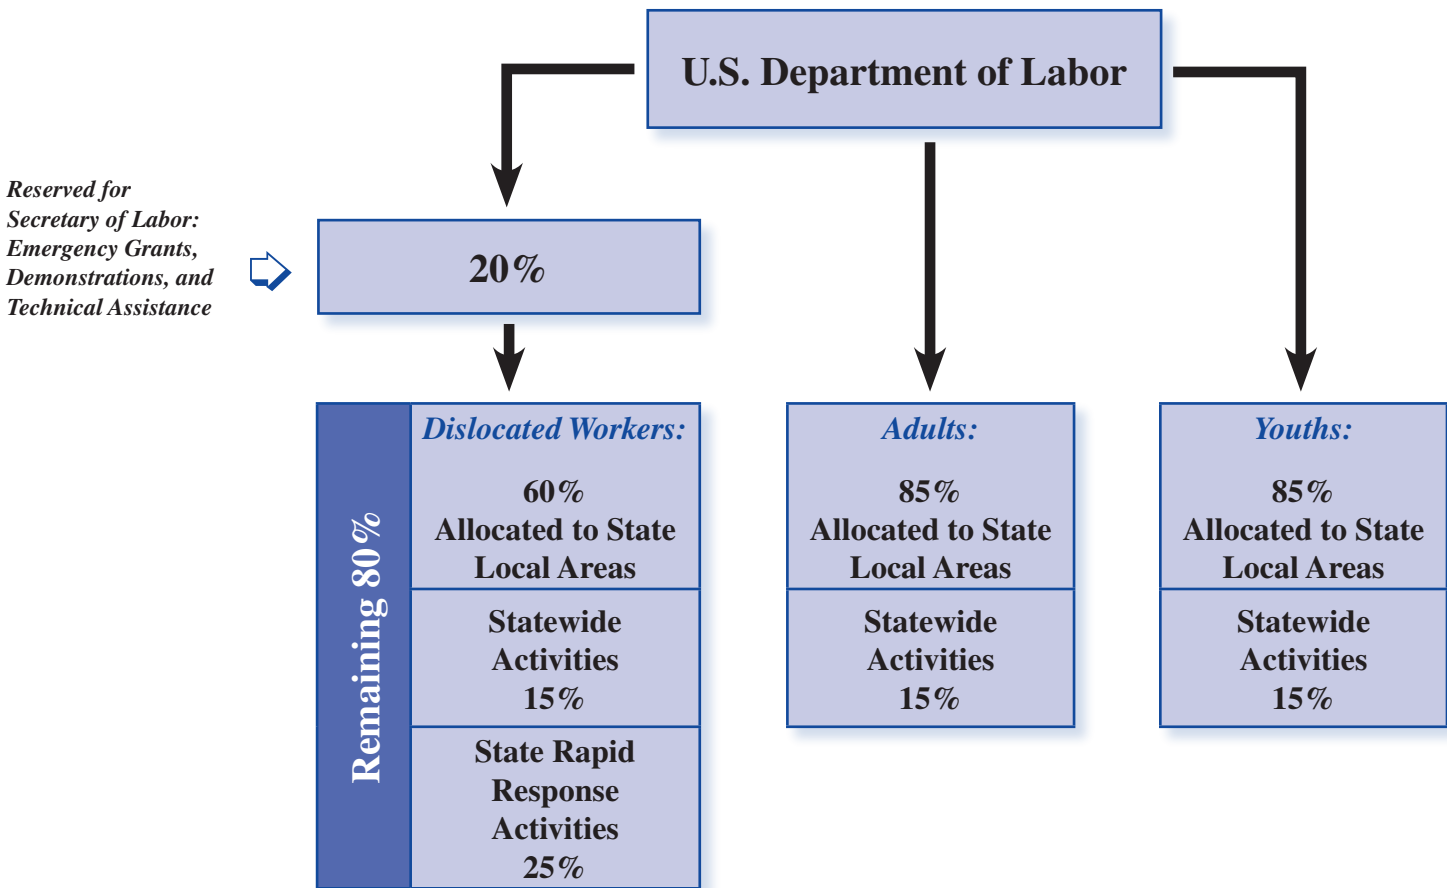 U.S. Department of Labor
Reserved for
Secretary of Labor:
Emergency Grants,
Demonstrations, and
Technical Assistance
20%
Remaining 80%
Dislocated Workers:
60%
Allocated to State
Local Areas
Statewide
Activities
15%
State Rapid
Response
Activities
25%
Adults:
85%
Allocated to State
Local Areas
Statewide
Activities
15%
Youths:
85%
Allocated to State
Local Areas
Statewide
Activities
15%